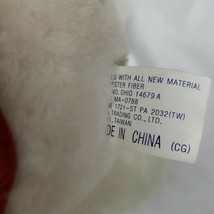 WITH ALL NEW MATERIAL
ESTER FIBER
NO. OHIO 14679 A
MA-0788
1721-ST PA 2032(TW)
TRADING CO., LTD.
TAIWAN
DE IN CHINA (CG)